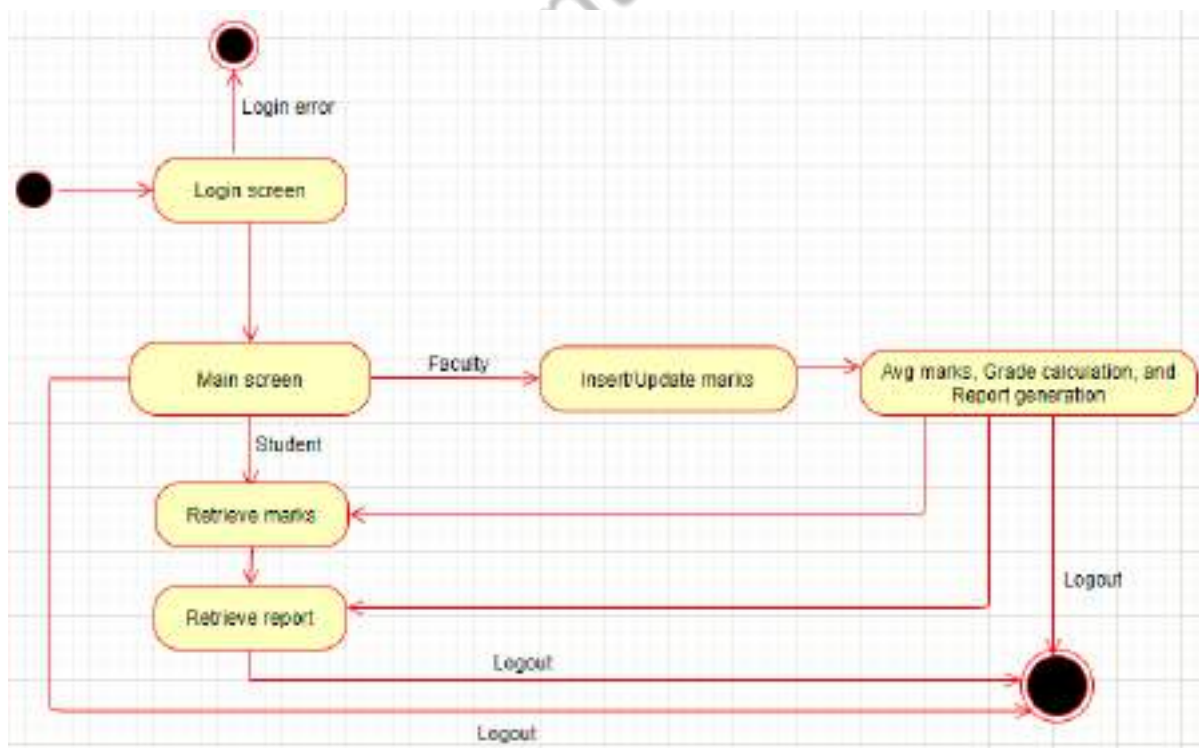 Login error
Login screen
Main screen
Faculty
Insert/Update marks
Avg marks, Grade calculation, and
Report generation
Student
Retrieve marks
Retrieve report
Logout
Logout
Logout